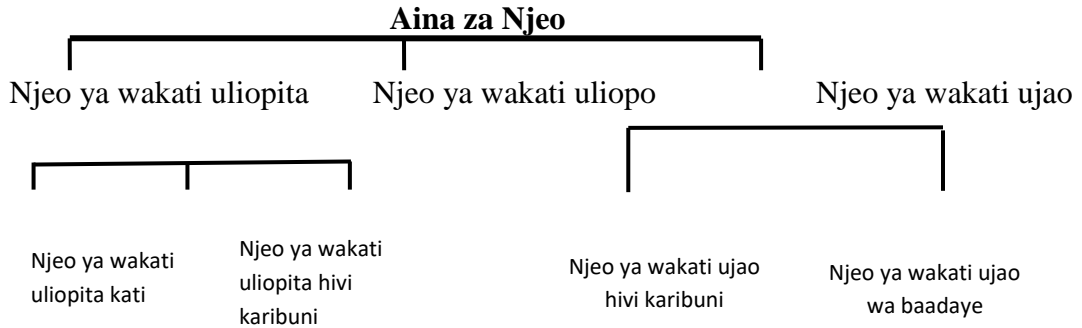 Aina za Njeo
Njeo ya wakati uliopita
Njeo ya wakati uliopo
Njeo ya wakati ujao
Njeo ya wakati
uliopita kati
Njeo ya wakati
uliopita hivi
karibuni
Njeo ya wakati ujao
hivi karibuni
Njeo ya wakati ujao
wa baadaye